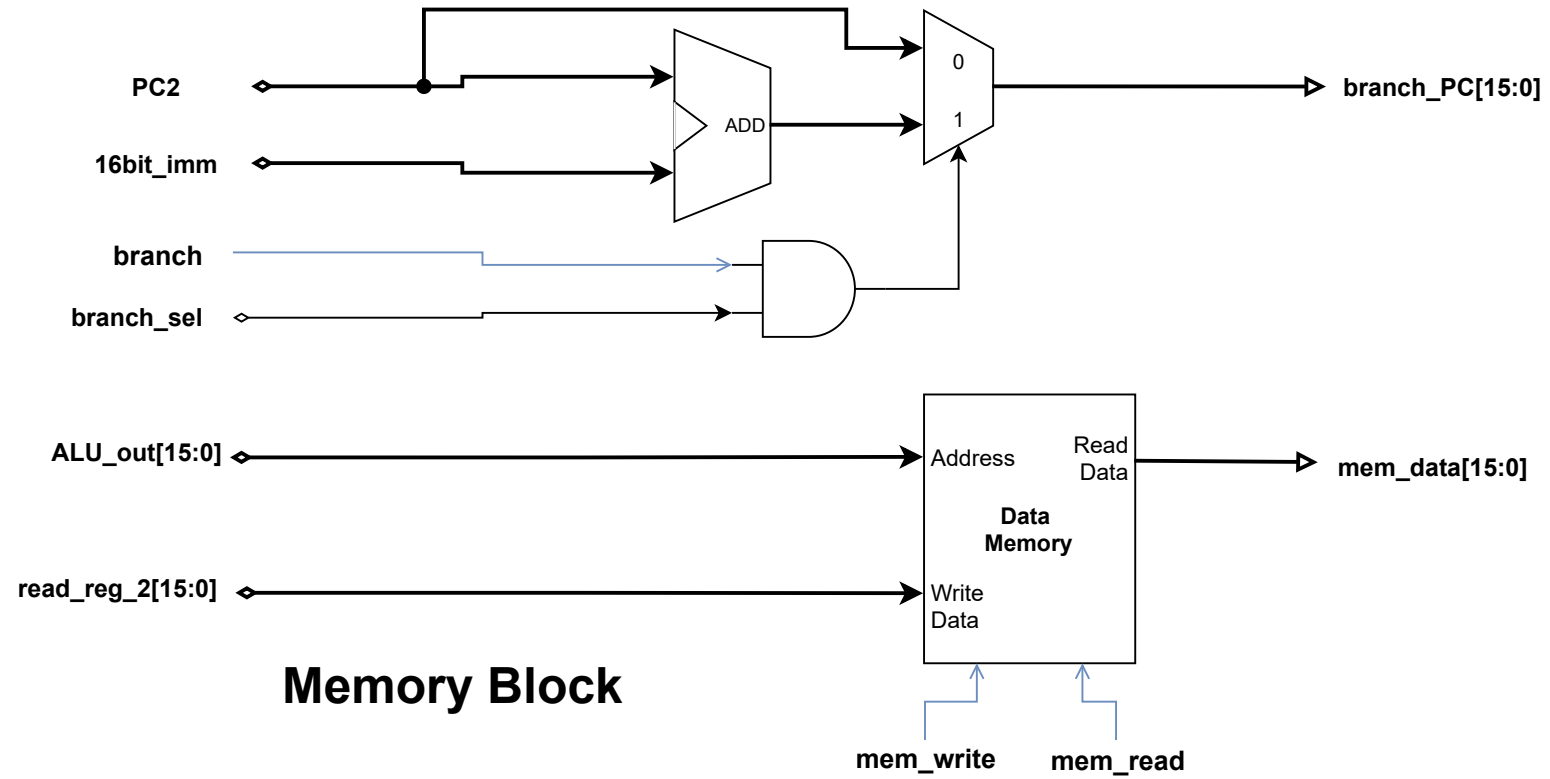 PC2
0
branch_PC[15:0]
ADD
1
16bit_imm
branch
branch_sel
ALU_out[15:0]
Address
Read
Data
mem_data[15:0]
Data
Memory
read_reg_2[15:0]
Write
Data
Memory Block
mem_write
mem_read